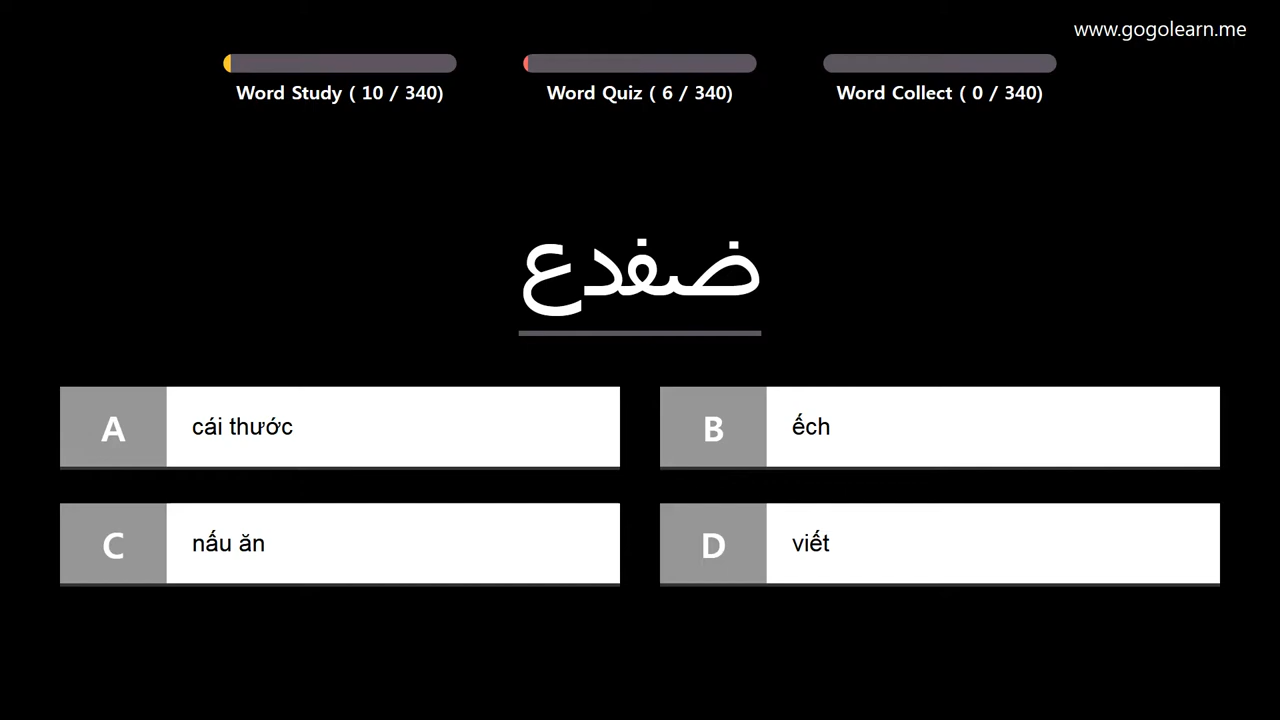 www.gogolearn.me
Word Study ( 10 / 340)
Word Quiz ( 6 / 340)
Word Collect ( 0 / 340)
ضفدع
A cái thước
B ếch
C nấu ăn
D viết